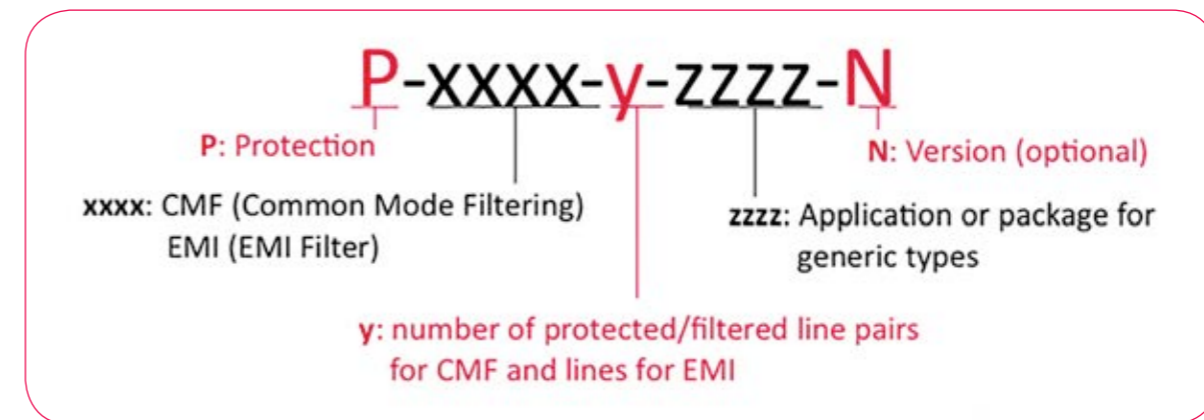 P-xxxx-y-zzzz-N
P: Protection
N: Version (optional)
xxxx: CMF (Common Mode Filtering)
EMI (EMI Filter)
zzzz: Application or package for
generic types
y: number of protected/filtered line pairs
for CMF and lines for EMI